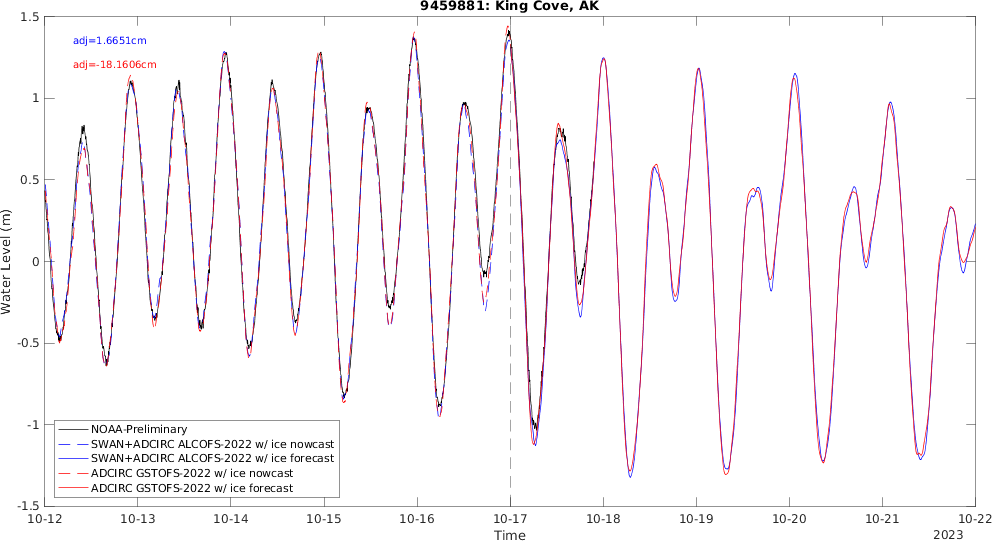 9459881: King Cove, AK
adj=1.6651cm
adj=-18.1606cm
Water Level (m)
1.5
1
0.5
0
-0.5
-1
-1.5
NOAA-Preliminary
SWAN+ADCIRC ALCOFS-2022 w/ ice nowcast
SWAN+ADCIRC ALCOFS-2022 w/ ice forecast
ADCIRC GSTOFS-2022 w/ ice nowcast
ADCIRC GSTOFS-2022 w/ ice forecast
10-12 10-13 10-14 10-15 10-16 10-17 10-18 10-19 10-20 10-21 10-22
Time
2023